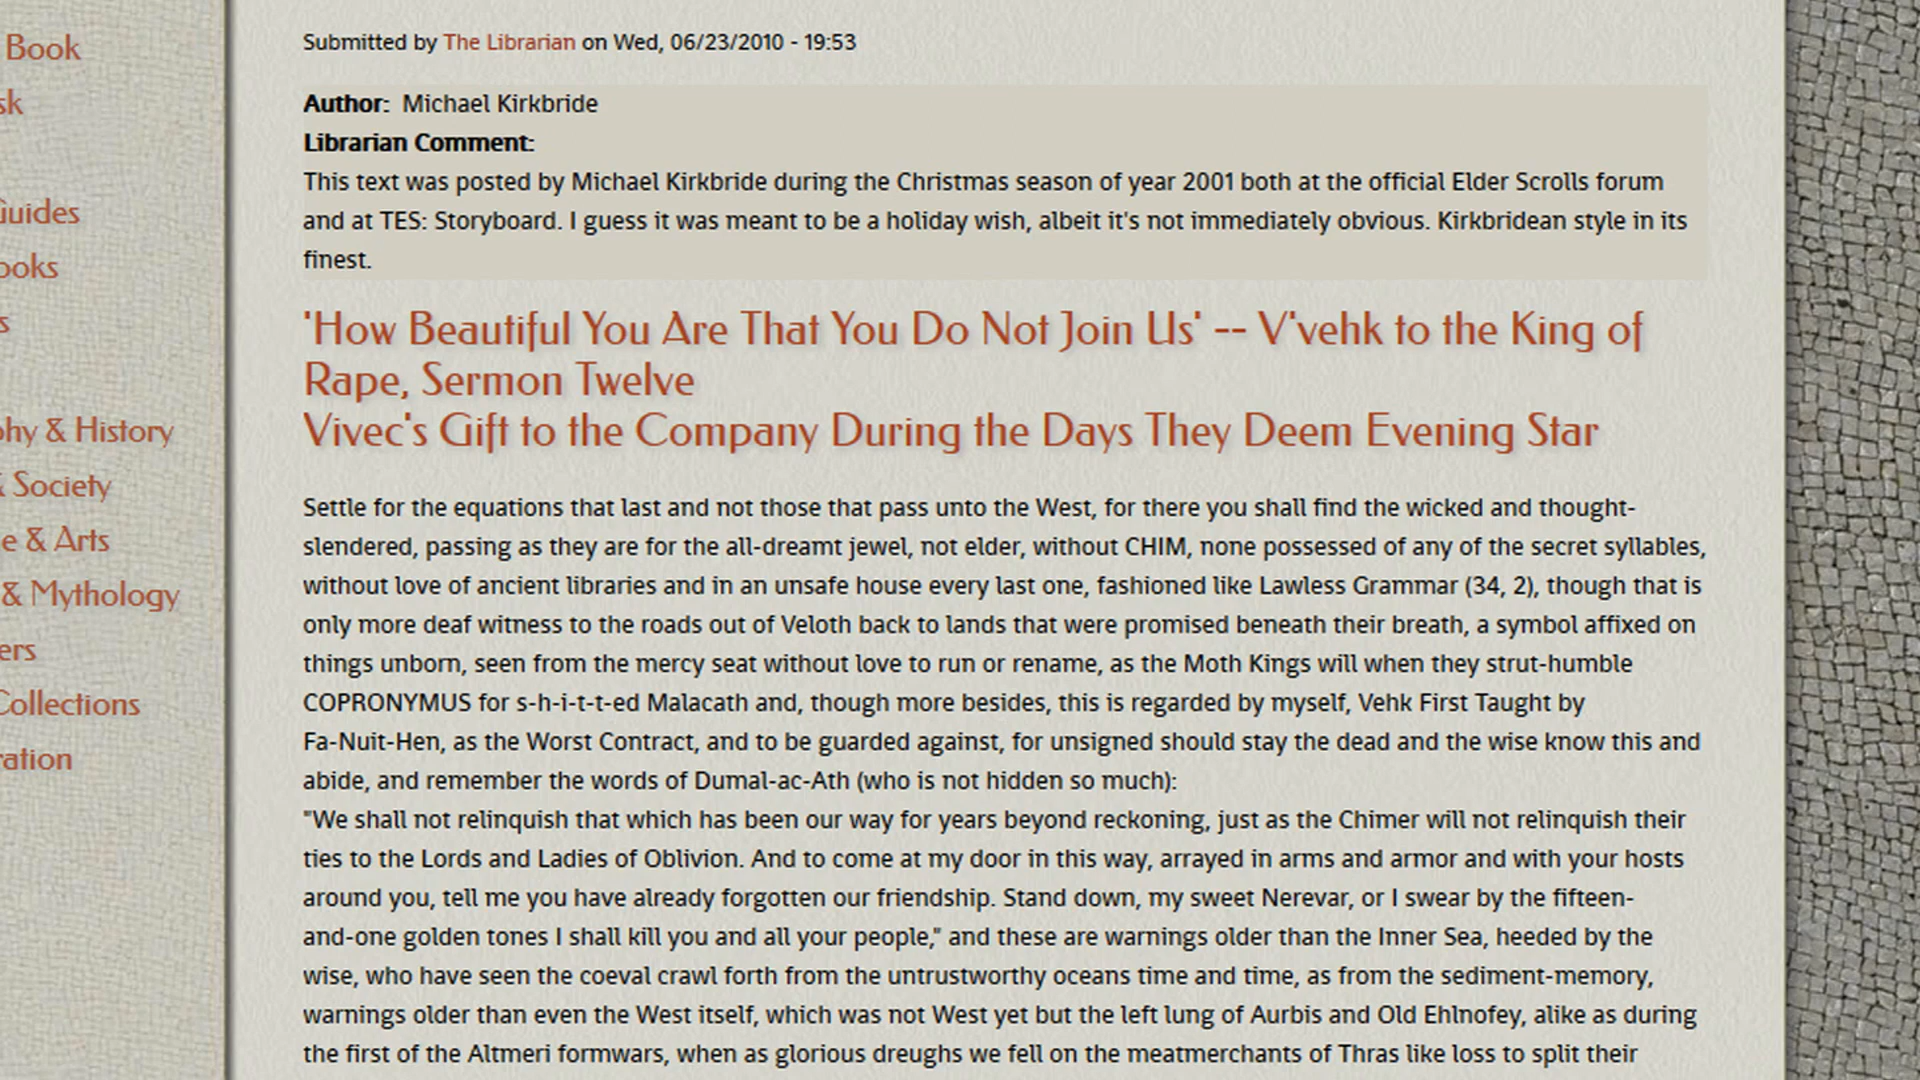 Book
sk
Guides
ooks
s
phy & History
& Society
e & Arts
& Mythology
ers
Collections
ration
Submitted by The Librarian on Wed, 06/23/2010 - 19:53
Author: Michael Kirkbride
Librarian Comment:
This text was posted by Michael Kirkbride during the Christmas season of year 2001 both at the official Elder Scrolls forum
and at TES: Storyboard. I guess it was meant to be a holiday wish, albeit it's not immediately obvious. Kirkbridean style in its
finest.
'How Beautiful You Are That You Do Not Join Us' -- V'vehk to the King of
Rape, Sermon Twelve
Vivec's Gift to the Company During the Days They Deem Evening Star
Settle for the equations that last and not those that pass unto the West, for there you shall find the wicked and thought-
slendered, passing as they are for the all-dreamt jewel, not elder, without CHIM, none possessed of any of the secret syllables,
without love of ancient libraries and in an unsafe house every last one, fashioned like Lawless Grammar (34, 2), though that is
only more deaf witness to the roads out of Veloth back to lands that were promised beneath their breath, a symbol affixed on
things unborn, seen from the mercy seat without love to run or rename, as the Moth Kings will when they strut-humble
COPRONYMUS for s-h-i-t-t-ed Malacath and, though more besides, this is regarded by myself, Vehk First Taught by
Fa-Nuit-Hen, as the Worst Contract, and to be guarded against, for unsigned should stay the dead and the wise know this and
abide, and remember the words of Dumal-ac-Ath (who is not hidden so much):
"We shall not relinquish that which has been our way for years beyond reckoning, just as the Chimer will not relinquish their
ties to the Lords and Ladies of Oblivion. And to come at my door in this way, arrayed in arms and armor and with your hosts
around you, tell me you have already forgotten our friendship. Stand down, my sweet Nerevar, or I swear by the fifteen-
and-one golden tones I shall kill you and all your people," and these are warnings older than the Inner Sea, heeded by the
wise, who have seen the coeval crawl forth from the untrustworthy oceans time and time, as from the sediment-memory,
warnings older than even the West itself, which was not West yet but the left lung of Aurbis and Old Ehlnofey, alike as during
the first of the Altmeri formwars, when as glorious dreughs we fell on the meatmerchants of Thras like loss to split their